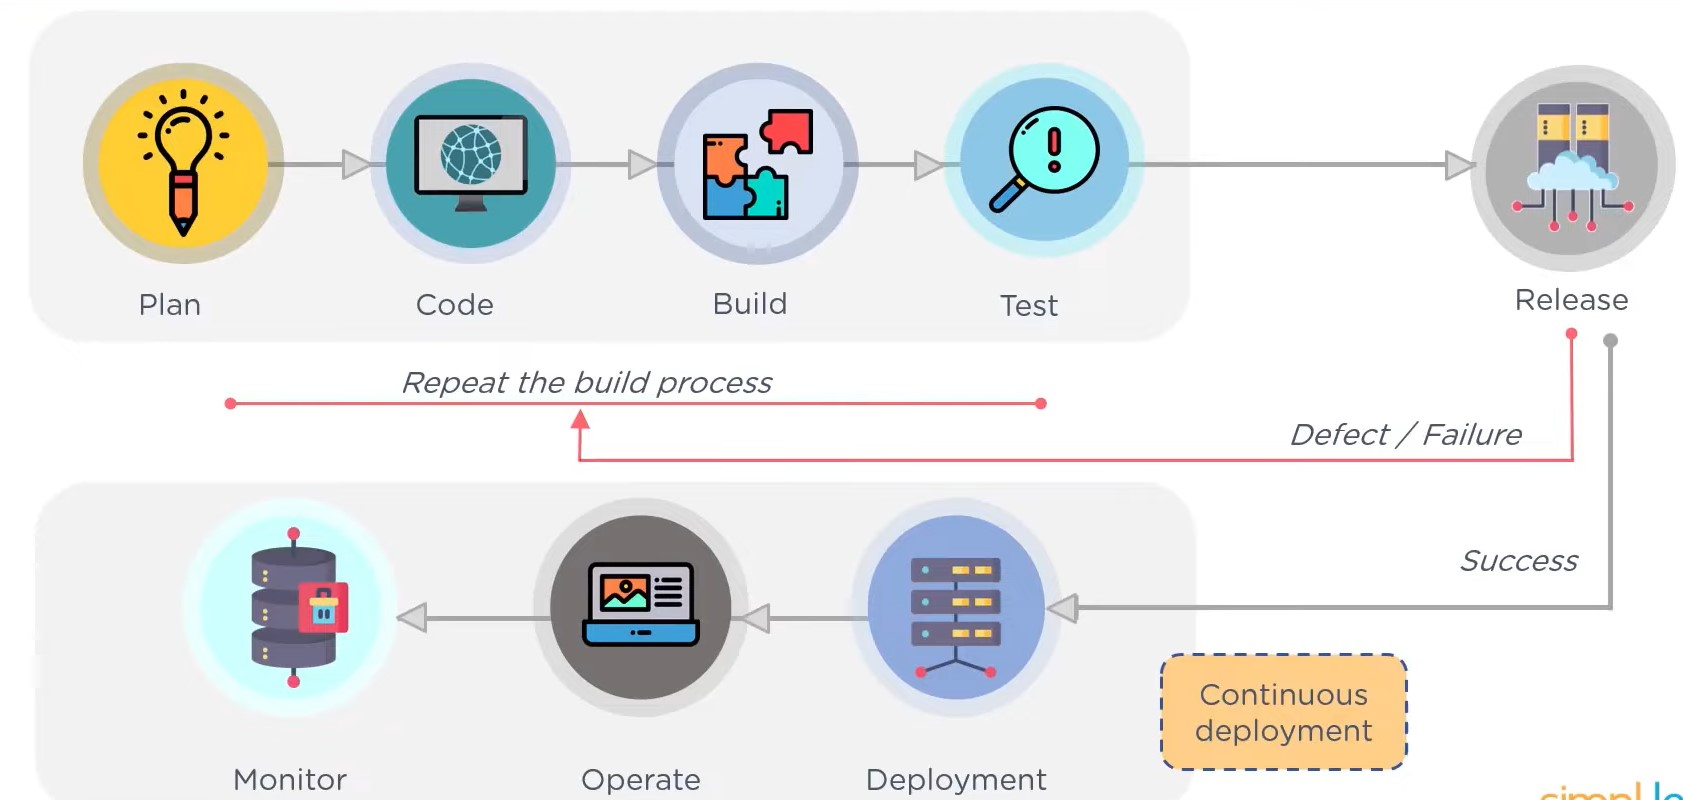 Plan
Code
Build
Test
Release
Repeat the build process
Defect / Failure
Success
Continuous
deployment
Monitor
Operate
Deployment